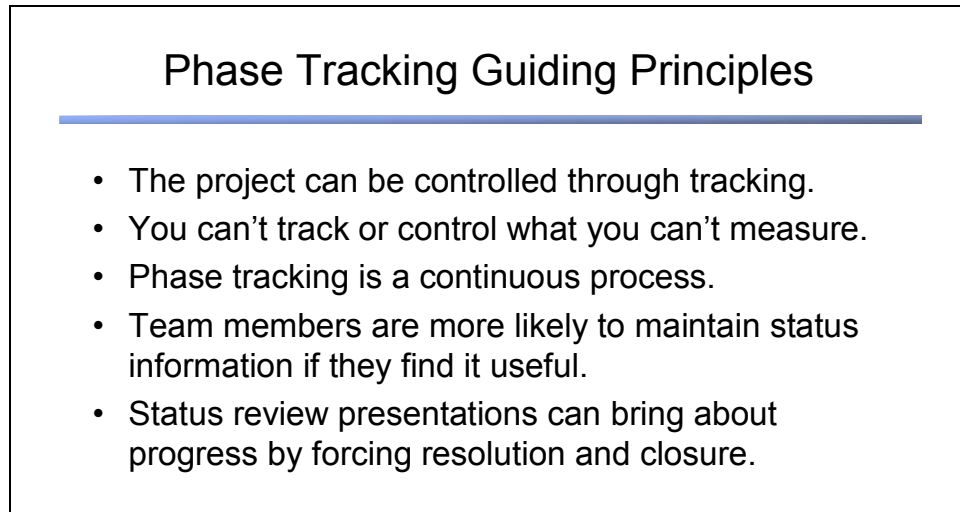 Phase Tracking Guiding Principles
• The project can be controlled through tracking.
• You can’t track or control what you can’t measure.
• Phase tracking is a continuous process.
• Team members are more likely to maintain status
information if they find it useful.
• Status review presentations can bring about
progress by forcing resolution and closure.